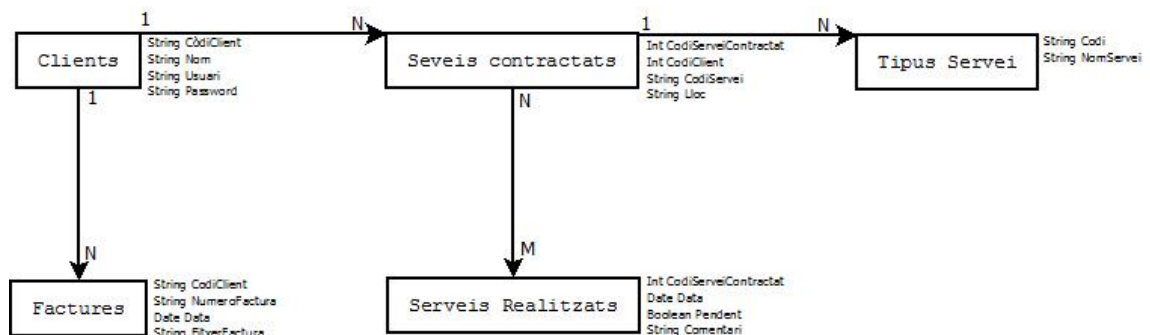 1
N
1
N
Clients
String CòdiClient
String Nom
String Usuari
String Password
Seveis contractats
Int CodiServeiContractat
Int CodiClient
String CodiServei
String Lloc
Tipus Servei
String Codi
String NomServei
1
N
N
M
Factures
String CodiClient
String NumeroFactura
Date Data
String FitxerFactura
Serveis Realitzats
Int CodiServeiContractat
Date Data
Boolean Pendent
String Comentari